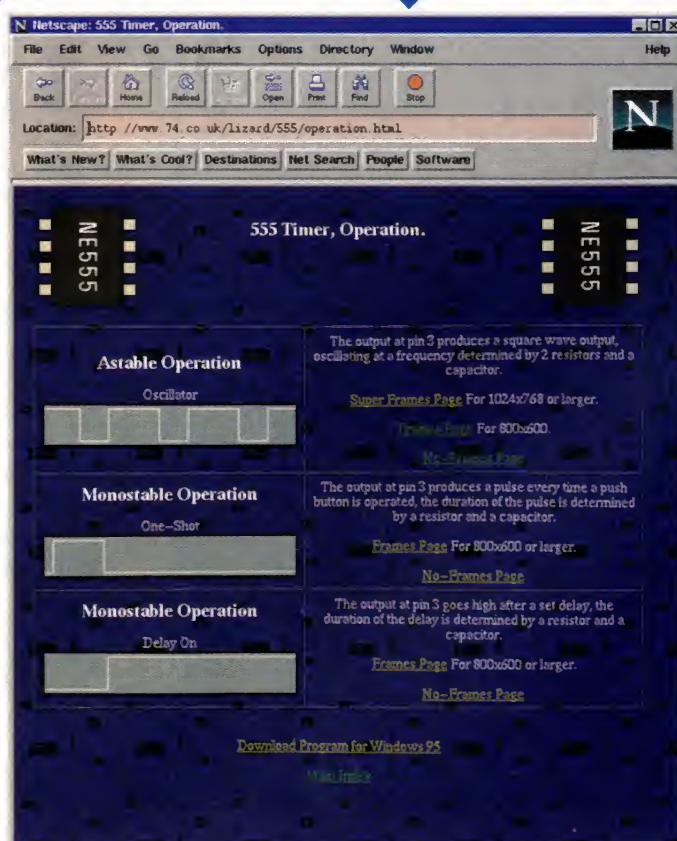 Netscape: 555 Timer, Operation.
File Edit View Go Bookmarks Options Directory Window Help
Back Home Reload Open Print Find Stop
Location: http //www.74.co uk/lizard/555/operation.html
N
What's New? What's Cool? Destinations Net Search People Software
NE555
555 Timer, Operation.
NE555
Astable Operation
Oscillator
The output at pin 3 produces a square wave output,
oscillating at a frequency determined by 2 resistors and a
capacitor.
Super Frames Page For 1024x768 or larger.
Frames Page For 800x600.
No-Frames Page
Monostable Operation
One-Shot
The output at pin 3 produces a pulse every time a push
button is operated, the duration of the pulse is determined
by a resistor and a capacitor.
Frames Page For 800x600 or larger.
No-Frames Page
Monostable Operation
Delay On
The output at pin 3 goes high after a set delay, the
duration of the delay is determined by a resistor and a
capacitor.
Frames Page For 800x600 or larger.
No-Frames Page
Download Program for Windows 95
Main Index